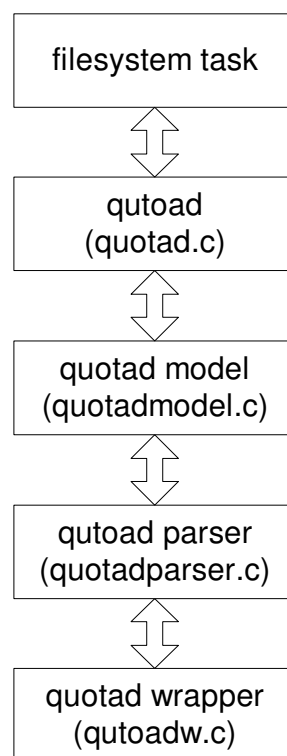 filesystem task
qutoad
(quotad.c)
quotad model
(quotadmodel.c)
qutoad parser
(quotadparser.c)
quotad wrapper
(qutoadw.c)